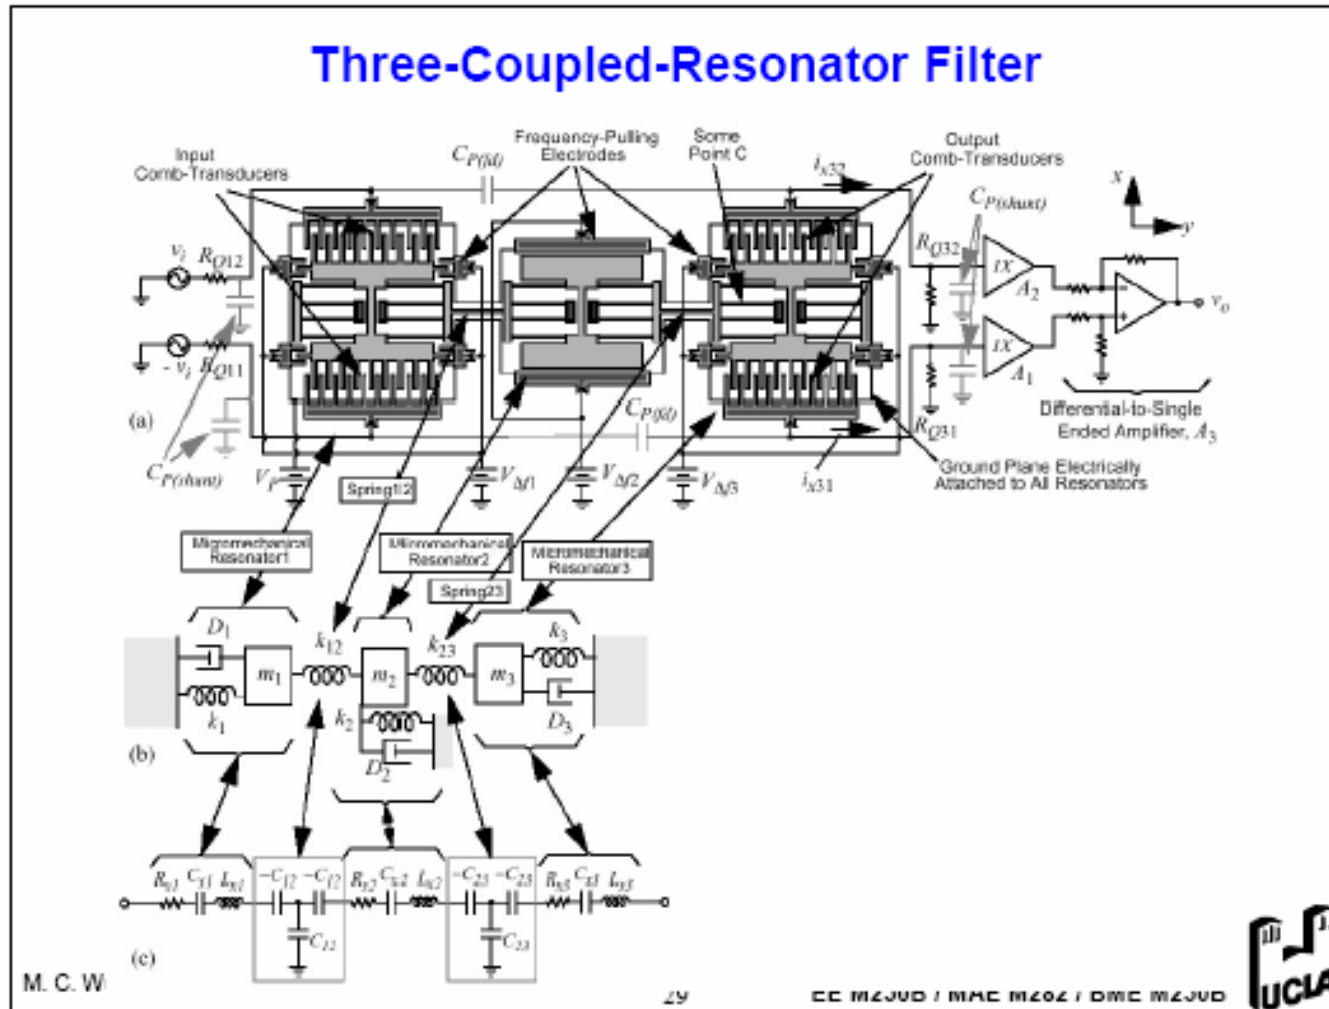 Three-Coupled-Resonator Filter
Input
Comb-Transducers
C_P(fd)
Frequency-Pulling
Electrodes
Some
Point C
i_x32
Output
Comb-Transducers
C_P(shunt)
x
y
v_i
R_Q12
R_Q32
1X
A_2
v_o
- v_i
R_Q11
1X
A_1
R_Q31
(a)
C_P(fd)
Differential-to-Single
Ended Amplifier, A_3
C_P(shunt)
V_P
V_Δf1
V_Δf2
V_Δf3
i_x31
Ground Plane Electrically
Attached to All Resonators
Spring12
Micromechanical
Resonator1
Micromechanical
Resonator2
Micromechanical
Resonator3
Spring23
D_1
k_12
k_23
k_3
m_1
m_2
m_3
k_1
k_2
D_3
(b)
D_2
R_x1 C_x1 L_x1 -C_12 -C_12 R_x2 C_x2 L_x2 -C_23 -C_23 R_x3 C_x3 L_x3
C_12
C_23
(c)
M. C.
29
EE M250B / MAE M282 / BME M250B
UCLA